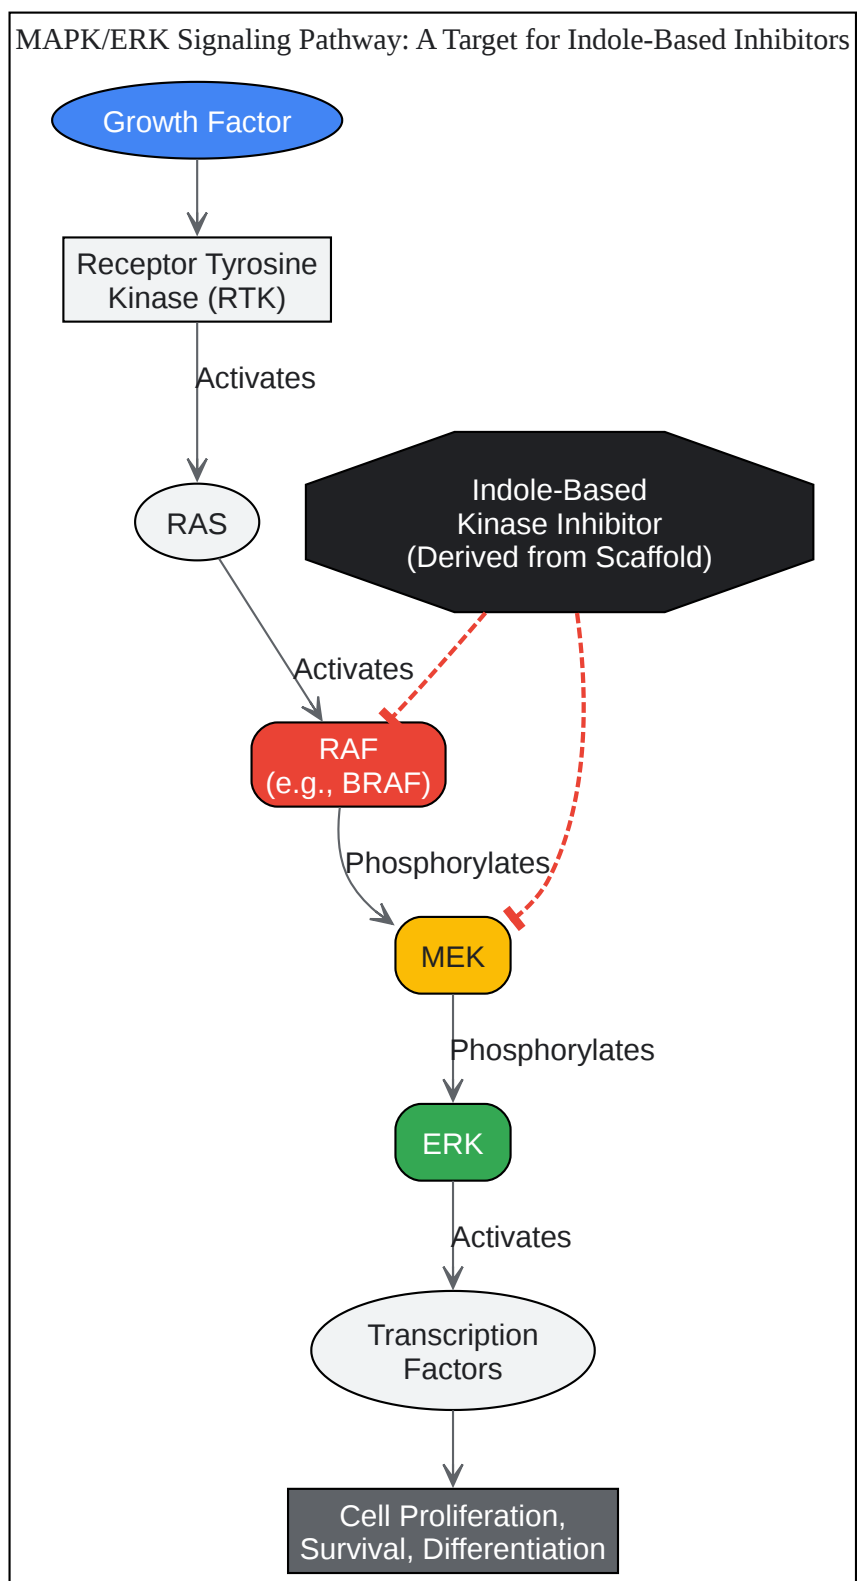 MAPK/ERK Signaling Pathway: A Target for Indole-Based Inhibitors
Growth Factor
Receptor Tyrosine
Kinase (RTK)
Activates
RAS
Indole-Based
Kinase Inhibitor
(Derived from Scaffold)
Activates
RAF
(e.g., BRAF)
Phosphorylates
MEK
Phosphorylates
ERK
Activates
Transcription
Factors
Cell Proliferation,
Survival, Differentiation